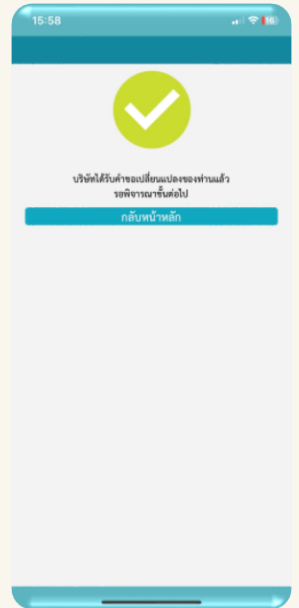 15:58
16
บริษัทได้รับคำขอเปลี่ยนแปลงของท่านแล้ว
รอพิจารณาขั้นต่อไป
กลับหน้าหลัก